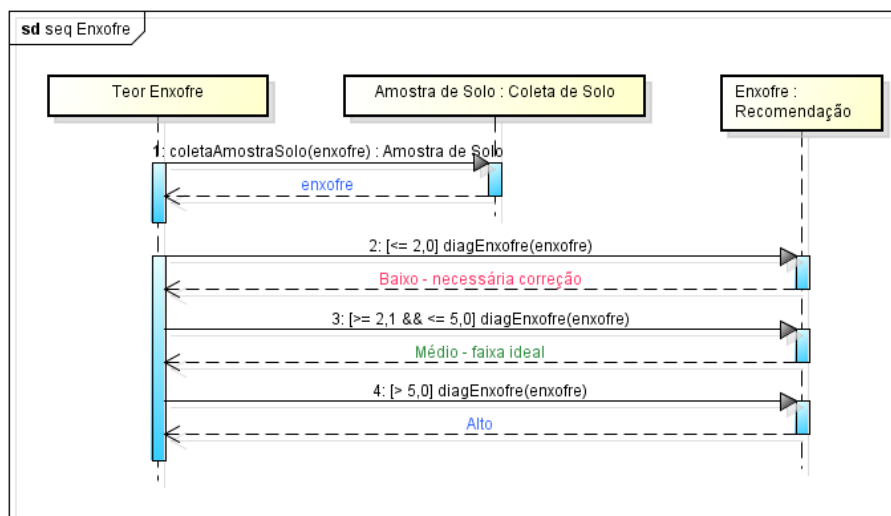 sd seq Enxofre
Teor Enxofre
Amostra de Solo : Coleta de Solo
Enxofre :
Recomendação
1: coletaAmostraSolo(enxofre) : Amostra de Solo
enxofre
2: [<= 2,0] diagEnxofre(enxofre)
Baixo - necessária correção
3: [>= 2,1 && <= 5,0] diagEnxofre(enxofre)
Médio - faixa ideal
4: [> 5,0] diagEnxofre(enxofre)
Alto